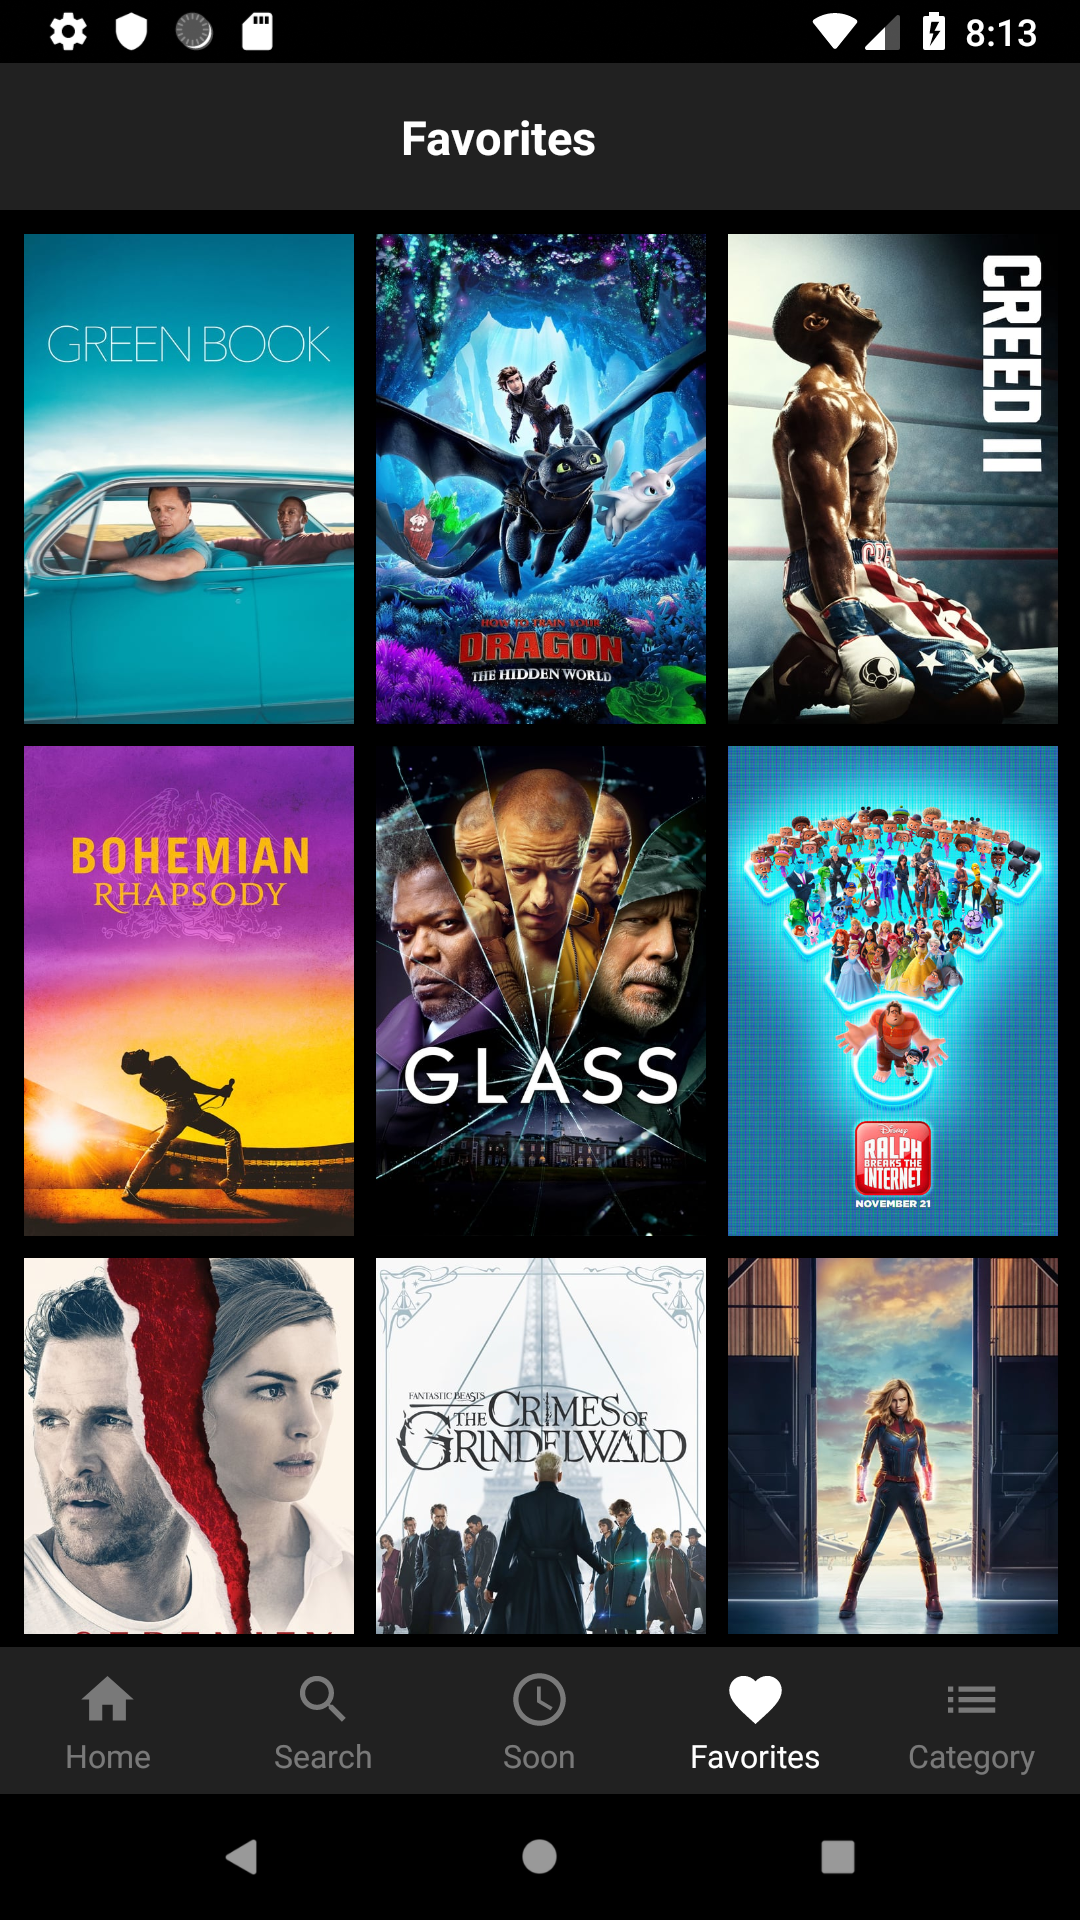 8:13
Favorites
GREEN BOOK
HOW TO TRAIN YOUR
DRAGON
THE HIDDEN WORLD
CREED II
BOHEMIAN
RHAPSODY
GLASS
Disney
RALPH
BREAKS THE
INTERNET
NOVEMBER 21
FANTASTIC BEASTS
THE CRIMES OF
GRINDELWALD
Home
Search
Soon
Favorites
Category